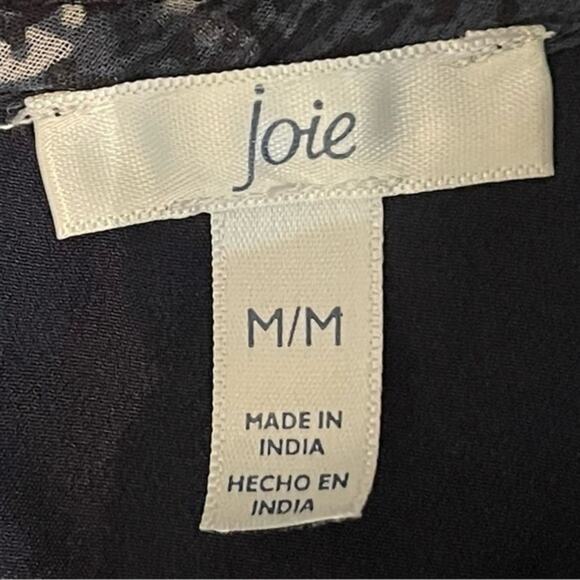 joie
M/M
MADE IN
INDIA
HECHO EN
INDIA